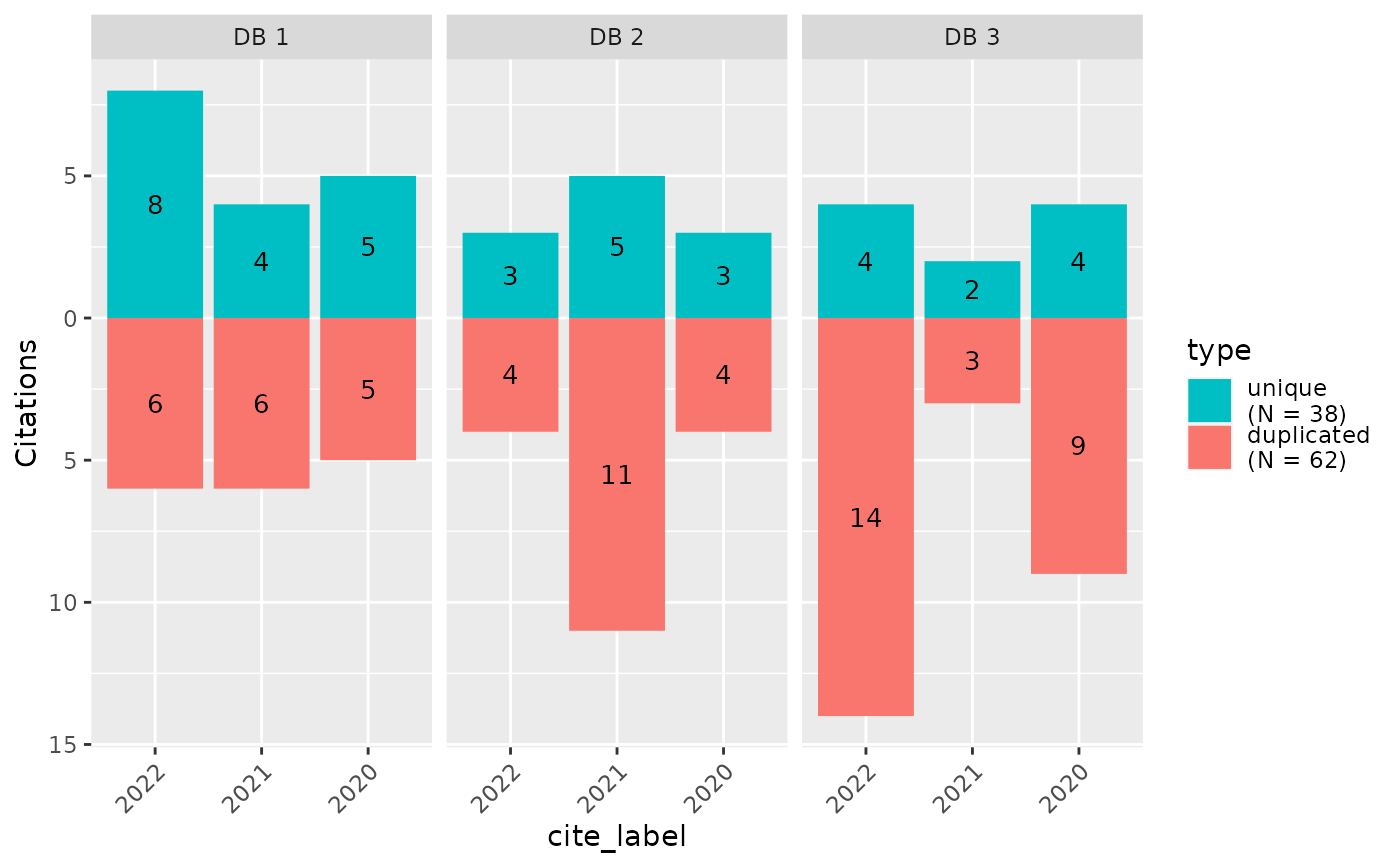 DB 1 DB 2 DB 3
5
0
5
10
15
Citations
8 4 5
6 6 5
3 5 3
4 11 4
4 2 4
14 3 9
2022 2021 2020 2022 2021 2020 2022 2021 2020
cite_label
type
unique
(N = 38)
duplicated
(N = 62)